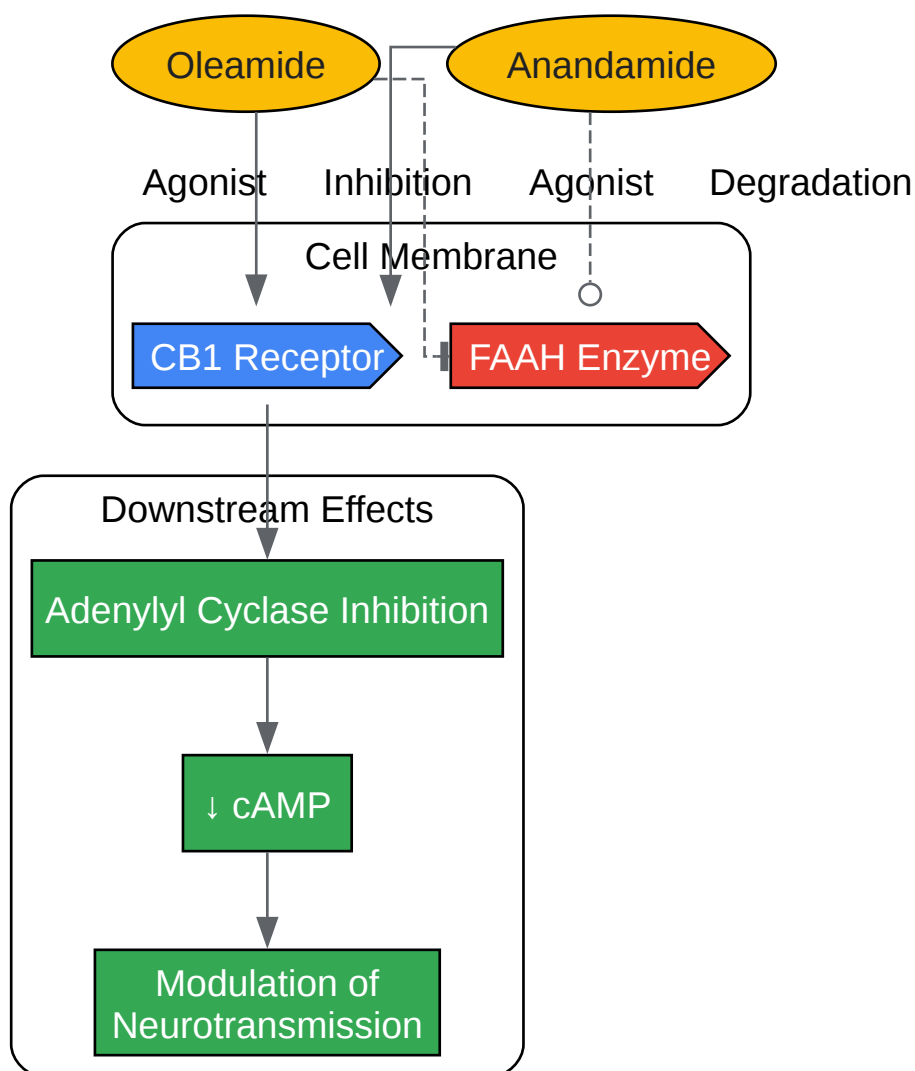 Oleamide
Anandamide
Agonist
Inhibition
Agonist
Degradation
Cell Membrane
CB1 Receptor
FAAH Enzyme
Downstream Effects
Adenylyl Cyclase Inhibition
↓ cAMP
Modulation of
Neurotransmission